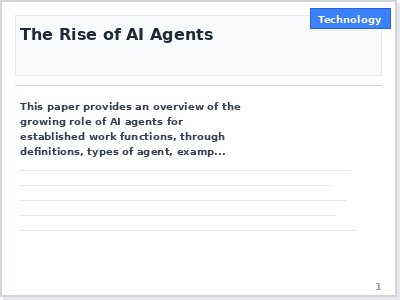 Technology
The Rise of AI Agents
This paper provides an overview of the
growing role of AI agents for
established work functions, through
definitions, types of agent, examp...
1